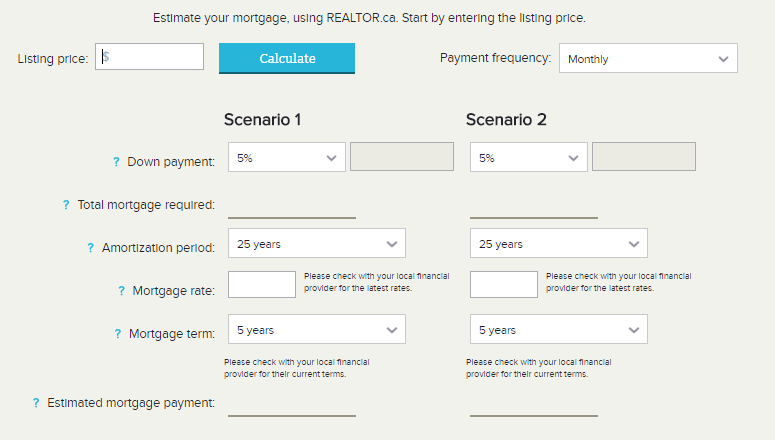 Estimate your mortgage, using REALTOR.ca. Start by entering the listing price.
Listing price: $ Calculate Payment frequency: Monthly
Scenario 1 Scenario 2
? Down payment: 5% 5%
? Total mortgage required:
? Amortization period: 25 years 25 years
? Mortgage rate: Please check with your local financial Please check with your local financial
provider for the latest rates. provider for the latest rates.
? Mortgage term: 5 years 5 years
Please check with your local financial Please check with your local financial
provider for their current terms. provider for their current terms.
? Estimated mortgage payment: